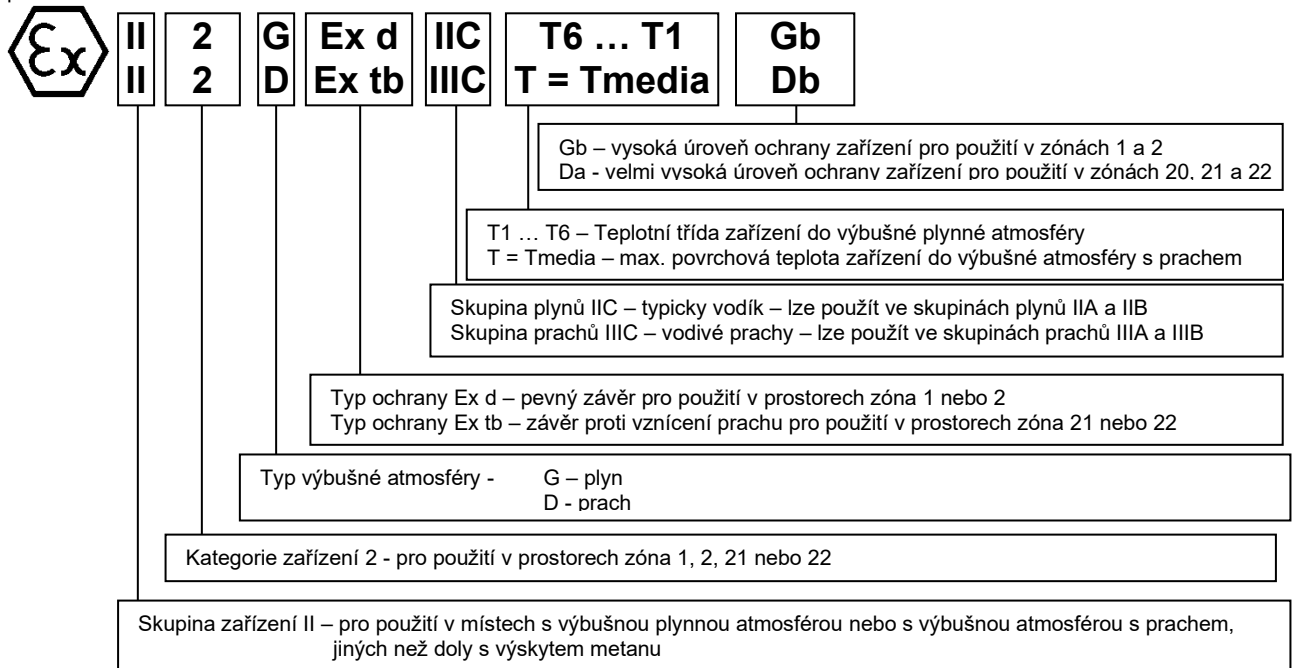 Ex II 2 G Ex d IIC T6 … T1 Gb
II 2 D Ex tb IIIC T = Tmedia Db
Gb – vysoká úroveň ochrany zařízení pro použití v zónách 1 a 2
Da - velmi vysoká úroveň ochrany zařízení pro použití v zónách 20, 21 a 22
T1 … T6 – Teplotní třída zařízení do výbušné plynné atmosféry
T = Tmedia – max. povrchová teplota zařízení do výbušné atmosféry s prachem
Skupina plynů IIC – typicky vodík – lze použít ve skupinách plynů IIA a IIB
Skupina prachů IIIC – vodivé prachy – lze použít ve skupinách prachů IIIA a IIIB
Typ ochrany Ex d – pevný závěr pro použití v prostorech zóna 1 nebo 2
Typ ochrany Ex tb – závěr proti vznícení prachu pro použití v prostorech zóna 21 nebo 22
Typ výbušné atmosféry - G – plyn
D - prach
Kategorie zařízení 2 - pro použití v prostorech zóna 1, 2, 21 nebo 22
Skupina zařízení II – pro použití v místech s výbušnou plynnou atmosférou nebo s výbušnou atmosférou s prachem,
jiných než doly s výskytem metanu